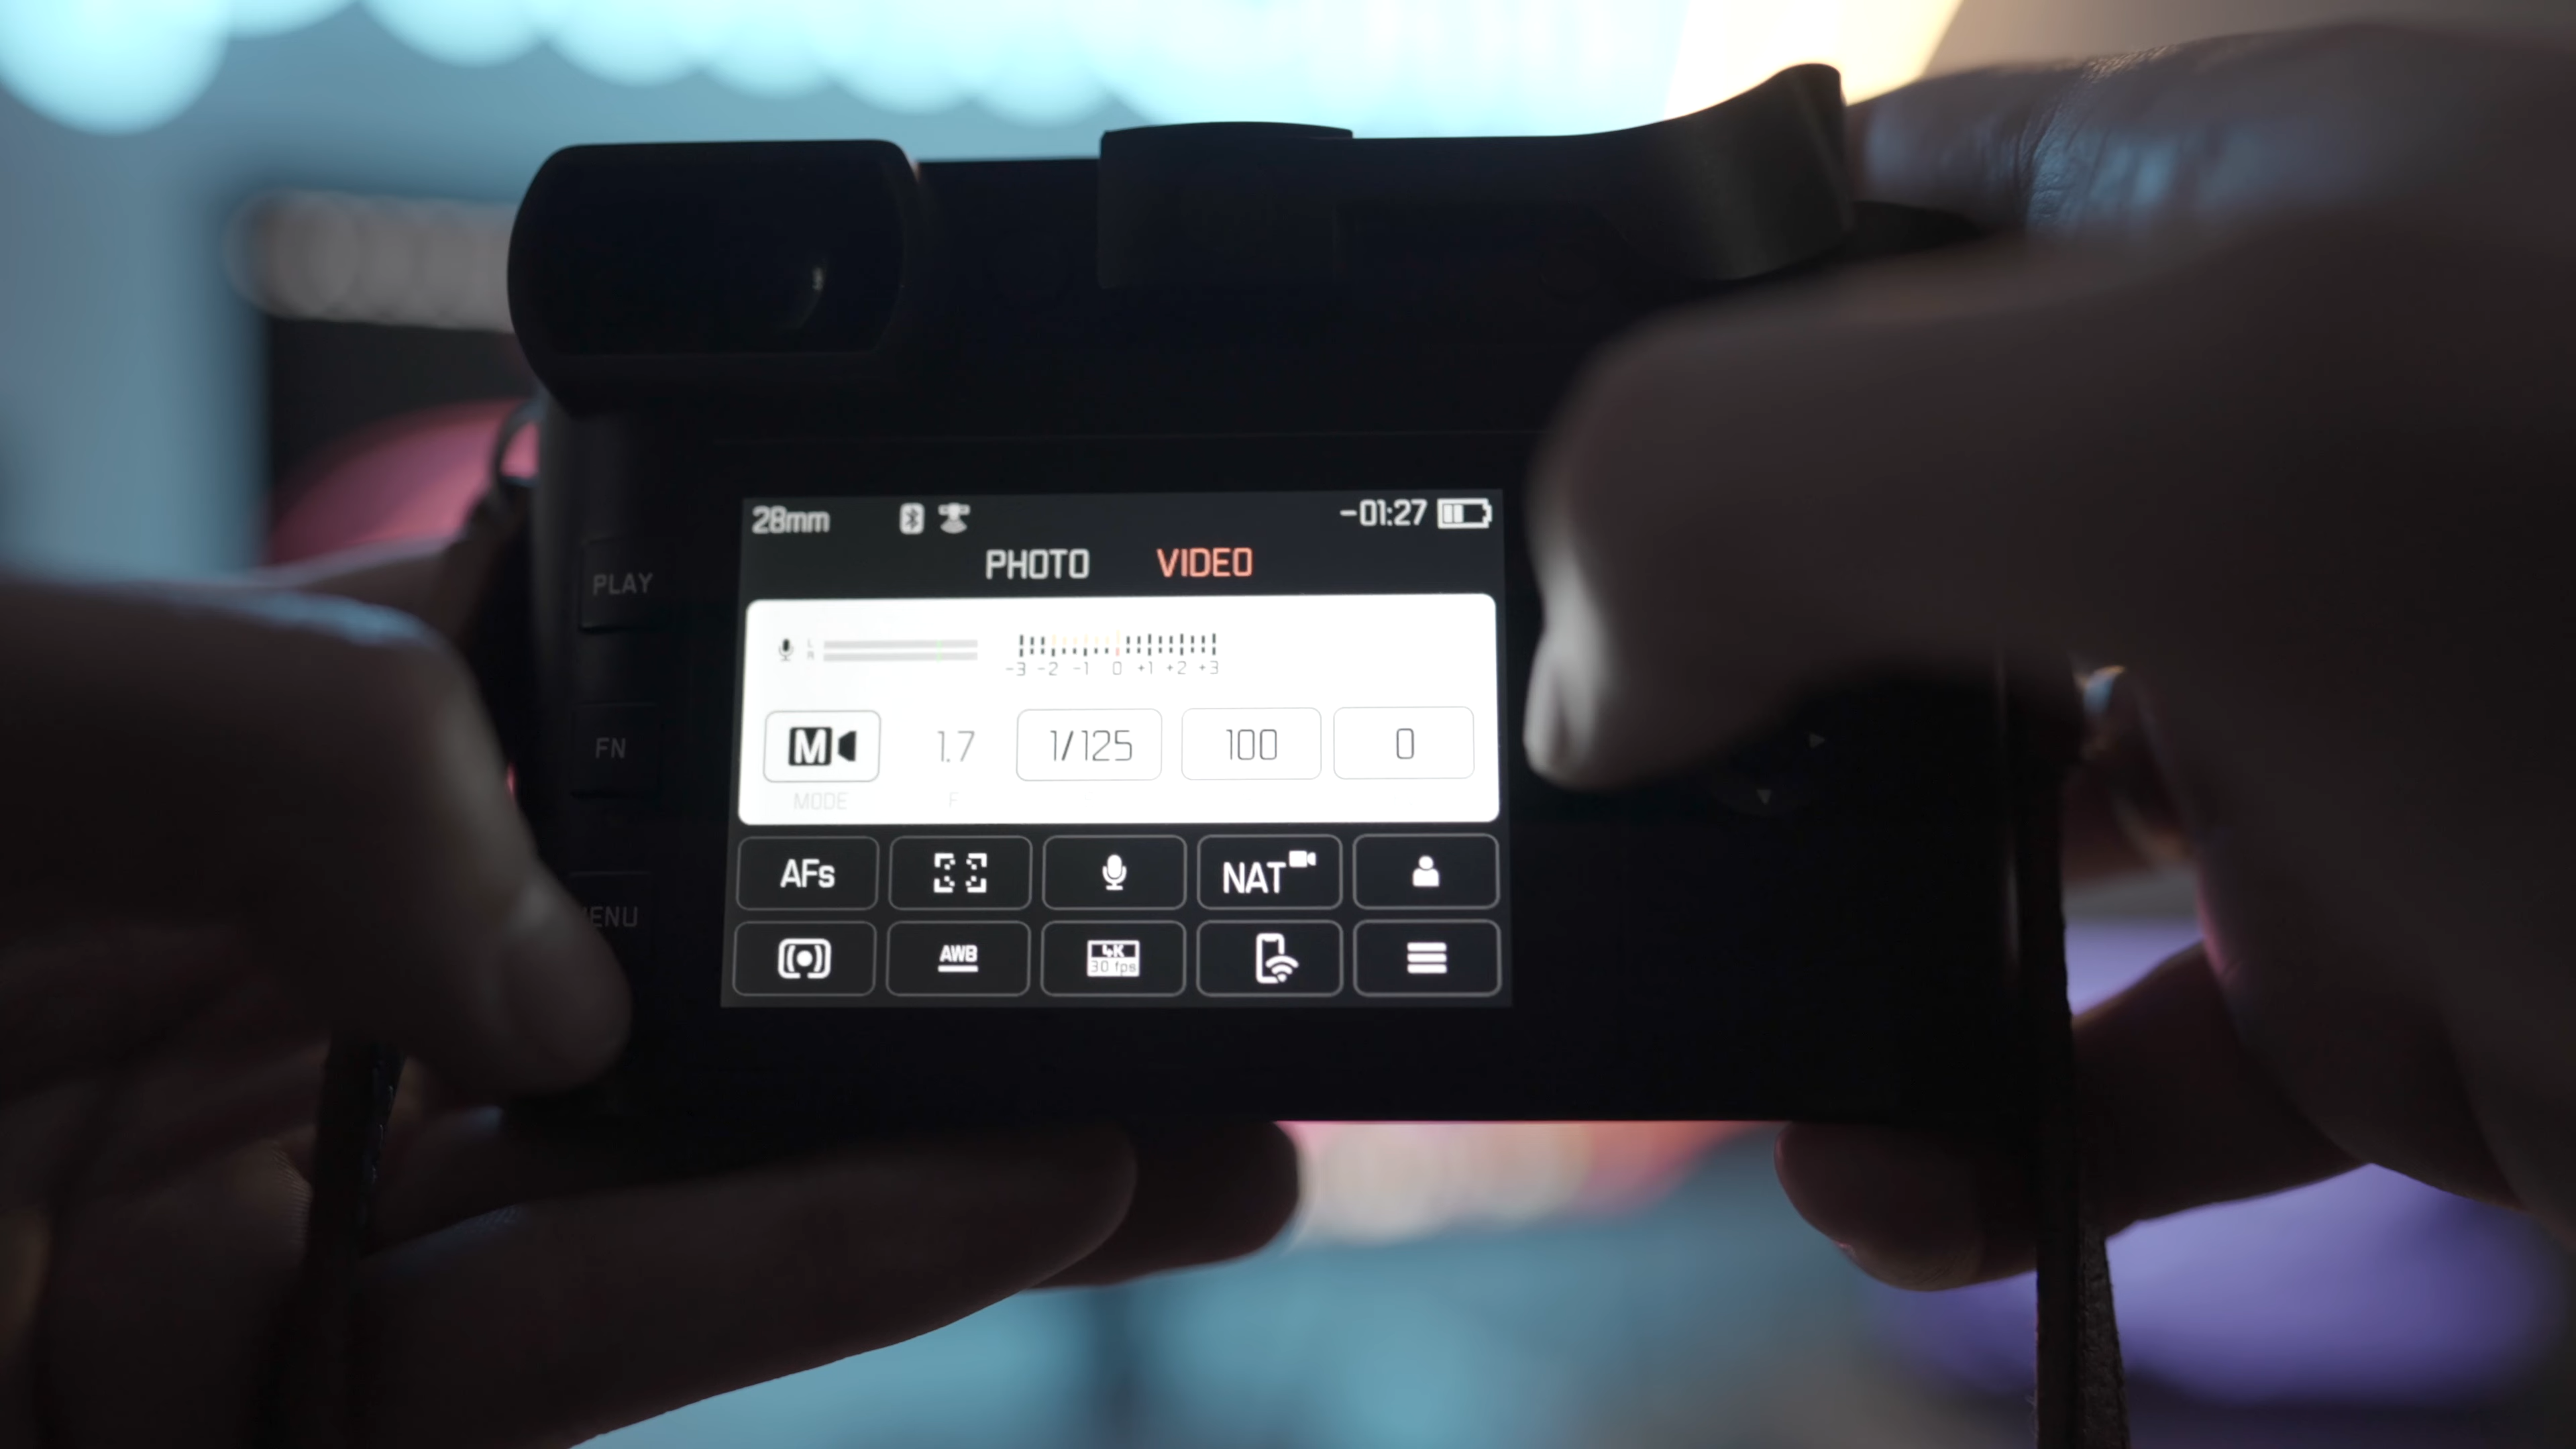 28mm -01:27
PHOTO VIDEO
L
R
-3 -2 -1 0 +1 +2 +3
M 1.7 1/125 100 0
MODE F
AFs NAT
AWB 4K
30 fps
PLAY
FN
ENU